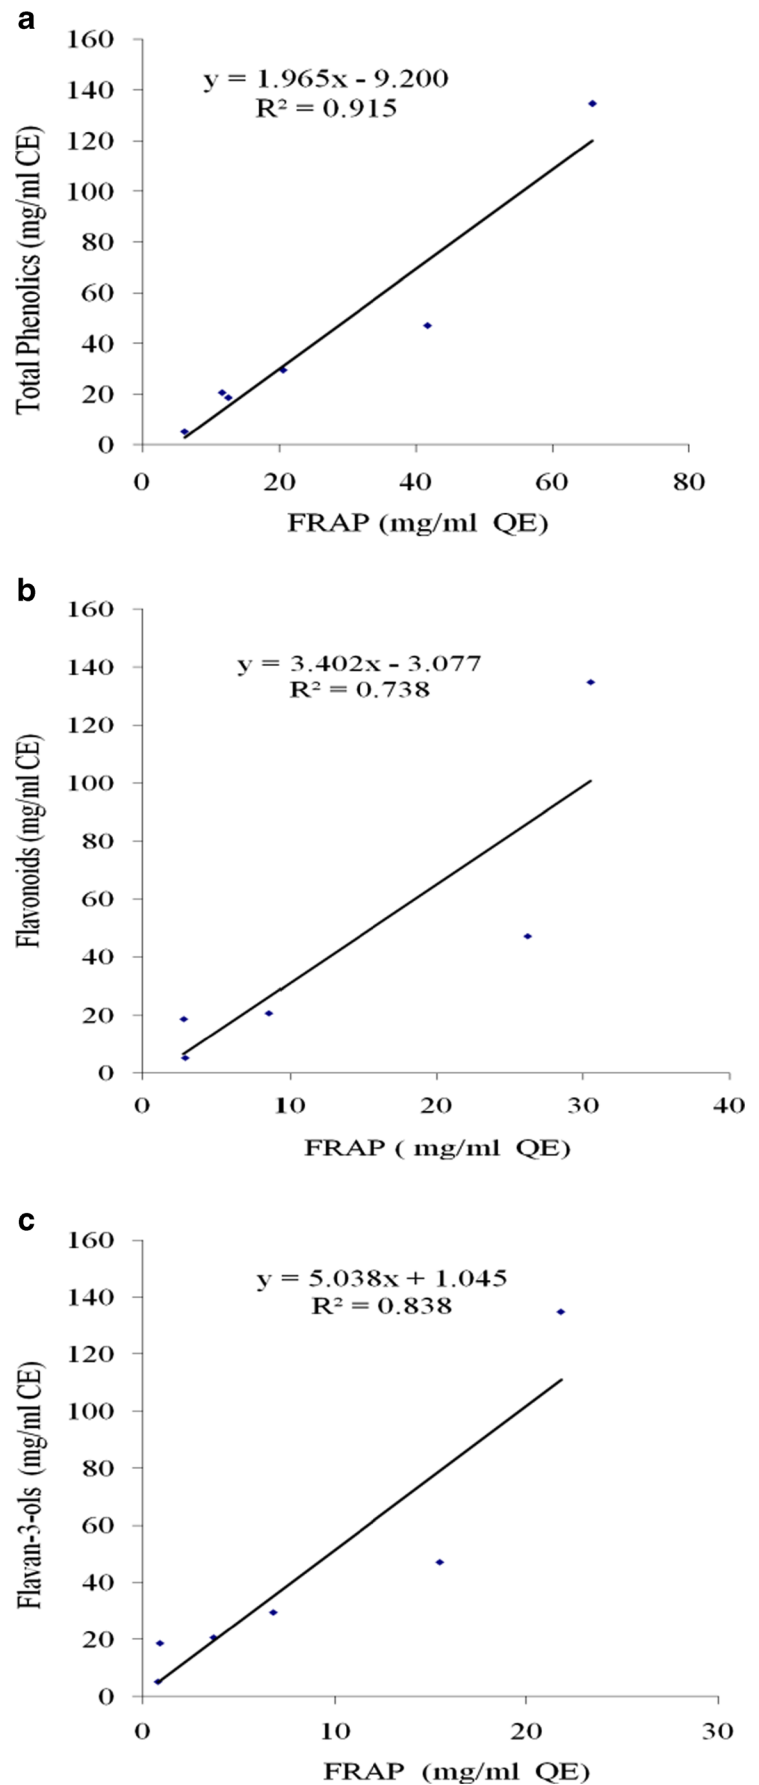 a
160
140
120
100
80
60
40
20
0
y = 1.965x - 9.200
R² = 0.915
Total Phenolics (mg/ml CE)
0 20 40 60 80
FRAP (mg/ml QE)
b
160
140
120
100
80
60
40
20
0
y = 3.402x - 3.077
R² = 0.738
Flavonoids (mg/ml CE)
0 10 20 30 40
FRAP ( mg/ml QE)
c
160
140
120
100
80
60
40
20
0
y = 5.038x + 1.045
R² = 0.838
Flavan-3-ols (mg/ml CE)
0 10 20 30
FRAP (mg/ml QE)